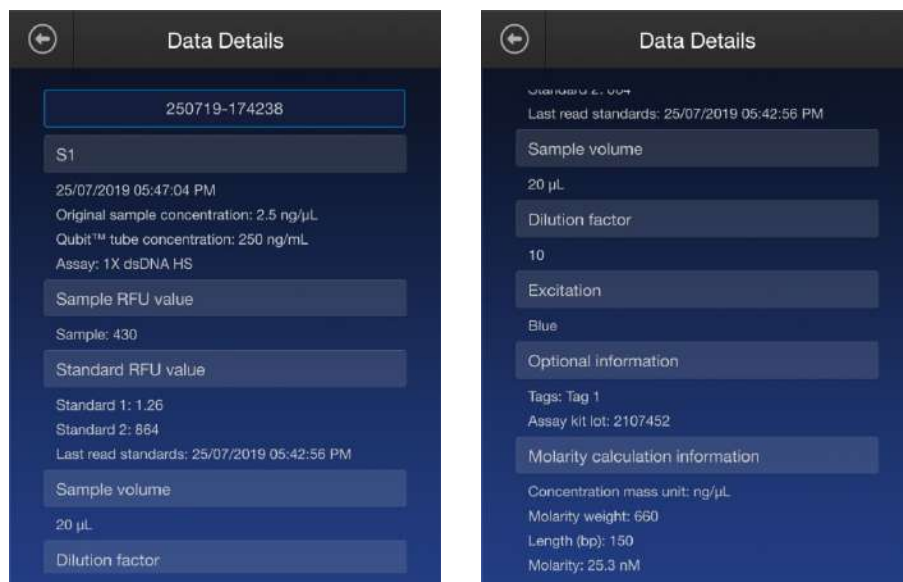 Data Details
250719-174238
S1
25/07/2019 05:47:04 PM
Original sample concentration: 2.5 ng/µL
Qubit™ tube concentration: 250 ng/mL
Assay: 1X dsDNA HS
Sample RFU value
Sample: 430
Standard RFU value
Standard 1: 1.26
Standard 2: 864
Last read standards: 25/07/2019 05:42:56 PM
Sample volume
20 µL
Dilution factor
Data Details
Standard 2: 864
Last read standards: 25/07/2019 05:42:56 PM
Sample volume
20 µL
Dilution factor
10
Excitation
Blue
Optional information
Tags: Tag 1
Assay kit lot: 2107452
Molarity calculation information
Concentration mass unit: ng/µL
Molarity weight: 660
Length (bp): 150
Molarity: 25.3 nM